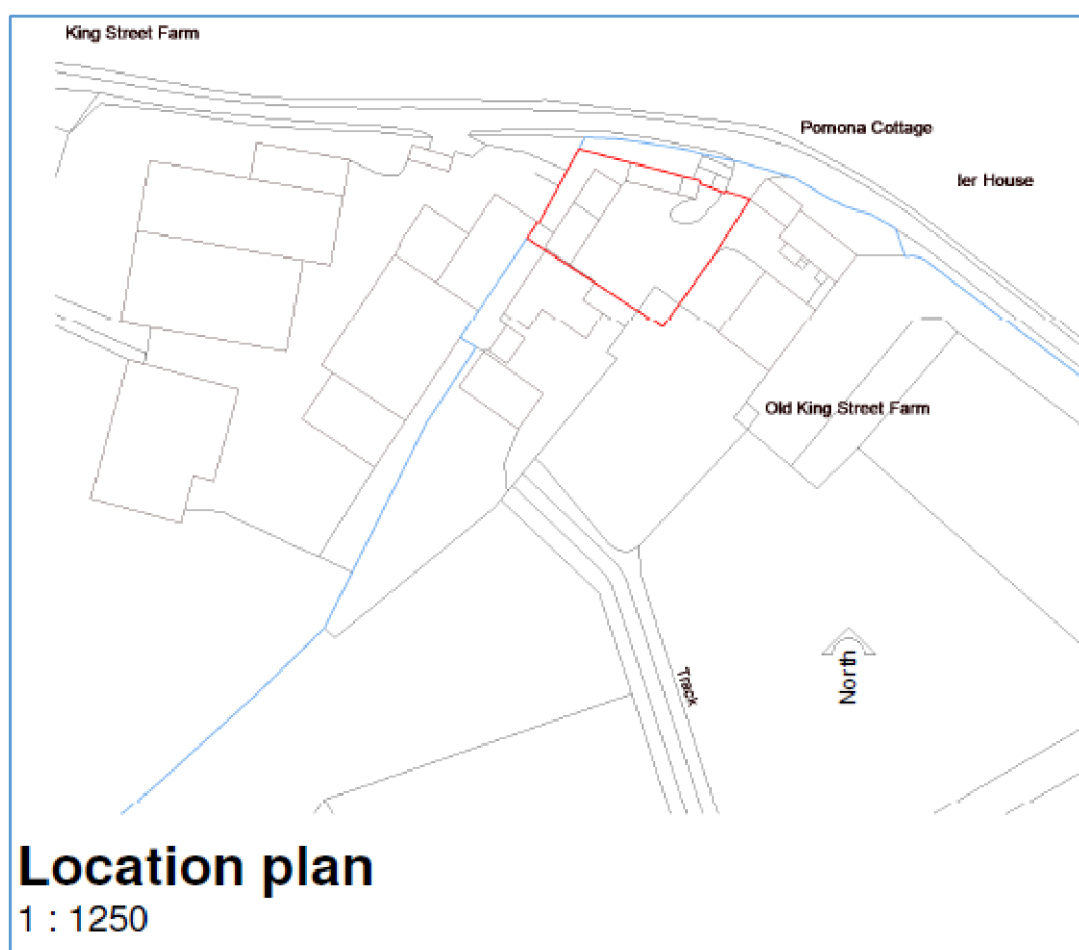 King Street Farm
Pomona Cottage
ler House
Old King Street Farm
North
Track
Location plan
1 : 1250